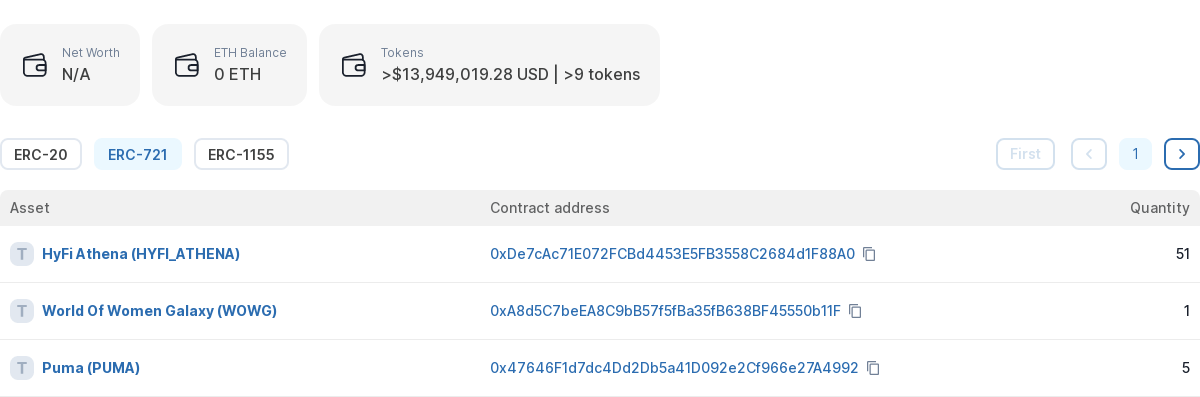 Net Worth
N/A
ETH Balance
0 ETH
Tokens
>$13,949,019.28 USD | >9 tokens
ERC-20 ERC-721 ERC-1155 First 1
Asset Contract address Quantity
T HyFi Athena (HYFI_ATHENA) 0xDe7cAc71E072FCBd4453E5FB3558C2684d1F88A0 51
T World Of Women Galaxy (WOWG) 0xA8d5C7beEA8C9bB57f5fBa35fB638BF45550b11F 1
T Puma (PUMA) 0x47646F1d7dc4Dd2Db5a41D092e2Cf966e27A4992 5